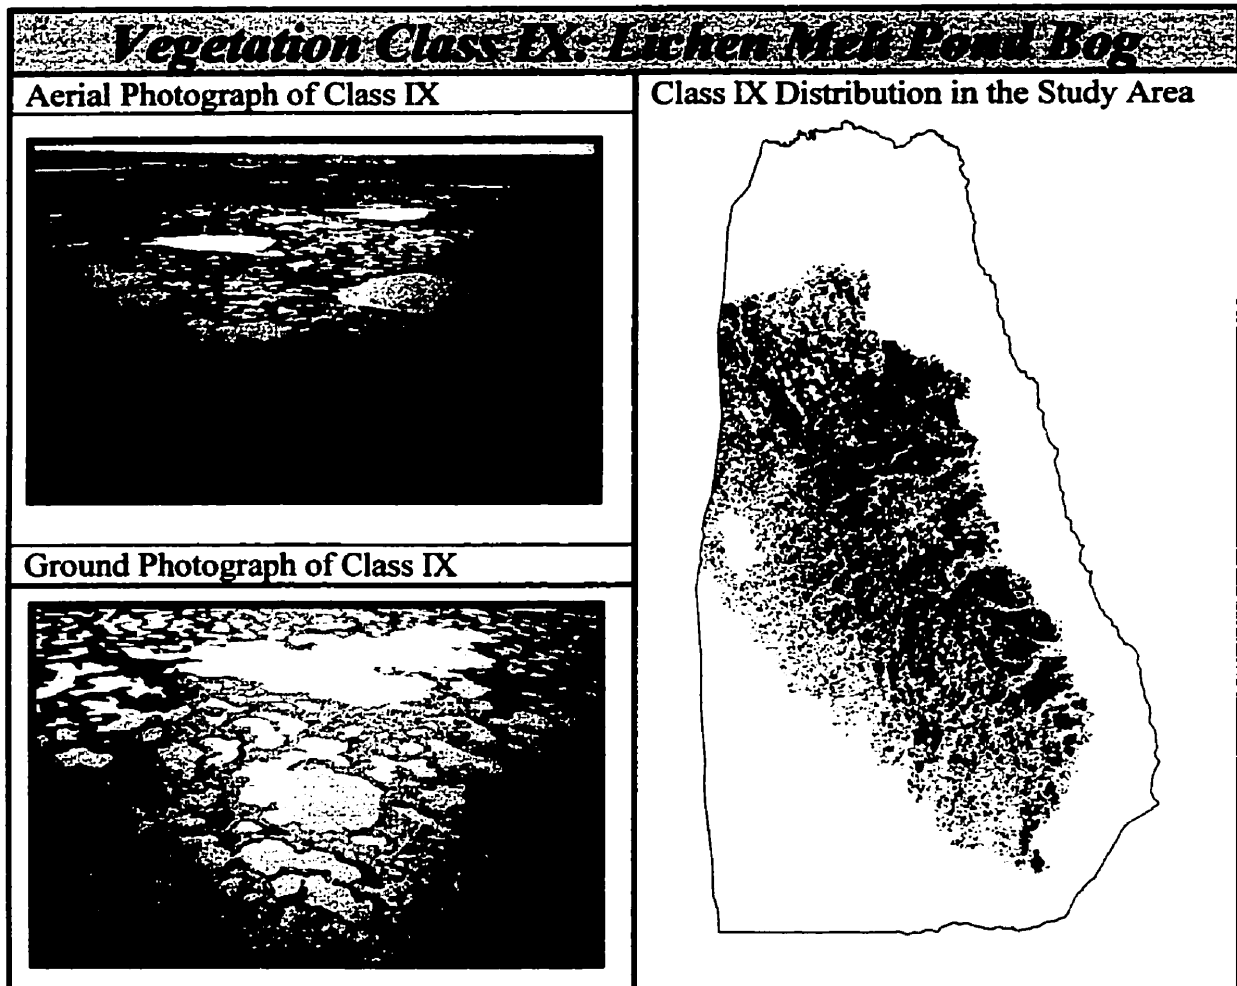 Vegetation Class IX: Lichen Melt Pond Bog
Aerial Photograph of Class IX
Class IX Distribution in the Study Area
Ground Photograph of Class IX